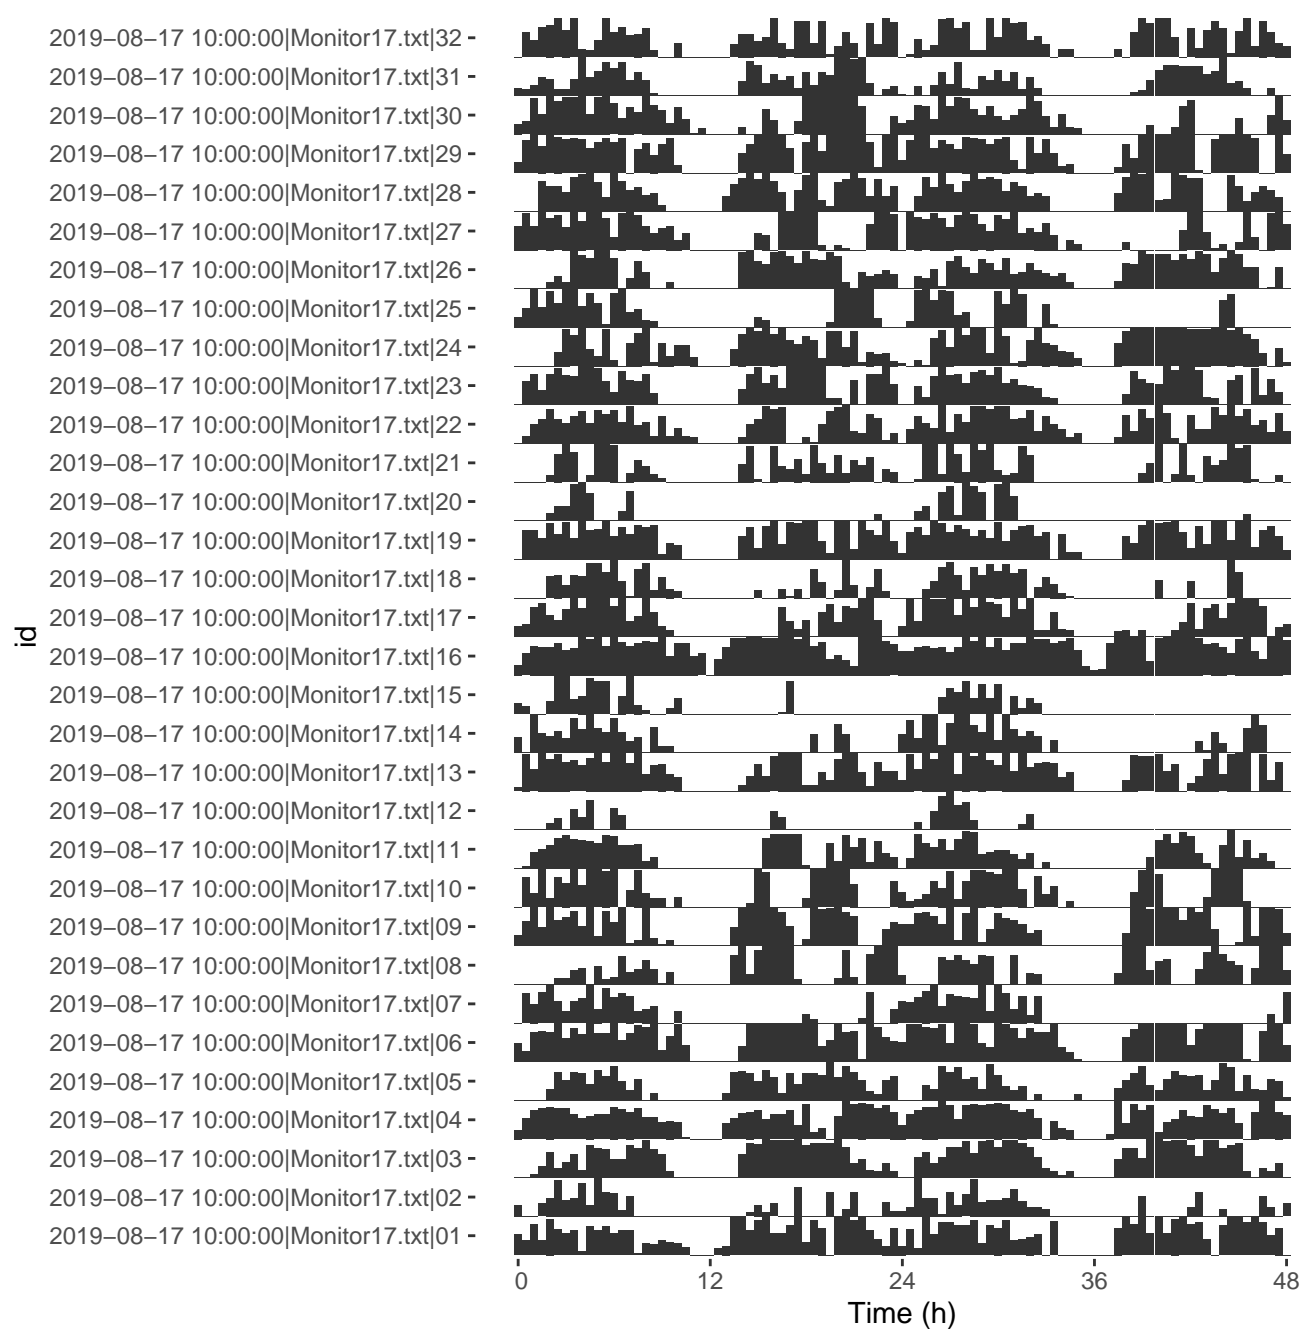 2019−08−17 10:00:00|Monitor17.txt|32
2019−08−17 10:00:00|Monitor17.txt|31
2019−08−17 10:00:00|Monitor17.txt|30
2019−08−17 10:00:00|Monitor17.txt|29
2019−08−17 10:00:00|Monitor17.txt|28
2019−08−17 10:00:00|Monitor17.txt|27
2019−08−17 10:00:00|Monitor17.txt|26
2019−08−17 10:00:00|Monitor17.txt|25
2019−08−17 10:00:00|Monitor17.txt|24
2019−08−17 10:00:00|Monitor17.txt|23
2019−08−17 10:00:00|Monitor17.txt|22
2019−08−17 10:00:00|Monitor17.txt|21
2019−08−17 10:00:00|Monitor17.txt|20
2019−08−17 10:00:00|Monitor17.txt|19
2019−08−17 10:00:00|Monitor17.txt|18
2019−08−17 10:00:00|Monitor17.txt|17
id
2019−08−17 10:00:00|Monitor17.txt|16
2019−08−17 10:00:00|Monitor17.txt|15
2019−08−17 10:00:00|Monitor17.txt|14
2019−08−17 10:00:00|Monitor17.txt|13
2019−08−17 10:00:00|Monitor17.txt|12
2019−08−17 10:00:00|Monitor17.txt|11
2019−08−17 10:00:00|Monitor17.txt|10
2019−08−17 10:00:00|Monitor17.txt|09
2019−08−17 10:00:00|Monitor17.txt|08
2019−08−17 10:00:00|Monitor17.txt|07
2019−08−17 10:00:00|Monitor17.txt|06
2019−08−17 10:00:00|Monitor17.txt|05
2019−08−17 10:00:00|Monitor17.txt|04
2019−08−17 10:00:00|Monitor17.txt|03
2019−08−17 10:00:00|Monitor17.txt|02
2019−08−17 10:00:00|Monitor17.txt|01
0 12 24 36 48
Time (h)